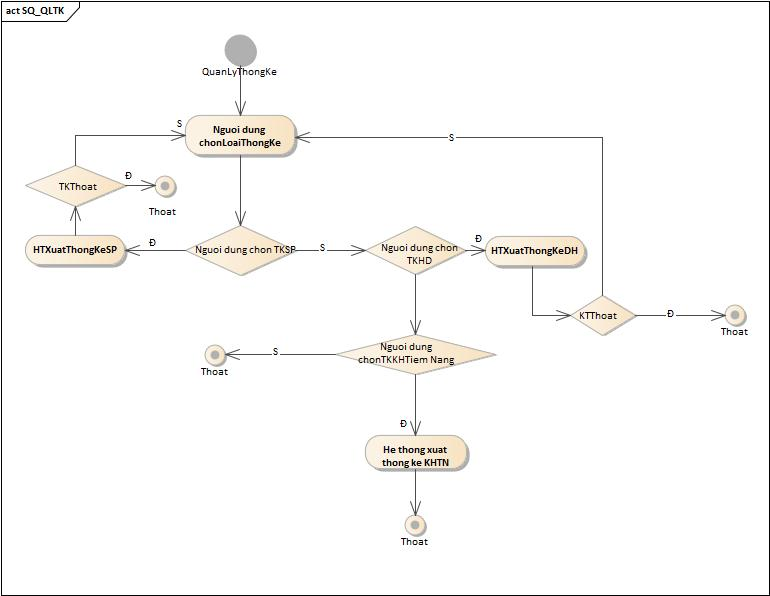 act SQ_QLTK
QuanLyThongKe
Nguoi dung
chonLoaiThongKe
S
S
TKThoat
Đ
Thoat
HTXuatThongKeSP
Đ
Nguoi dung chon TKSP
S
Nguoi dung chon
TKHD
Đ
HTXuatThongKeDH
KTThoat
Đ
Thoat
Nguoi dung
chonTKKHTiem Nang
S
Thoat
Đ
He thong xuat
thong ke KHTN
Thoat